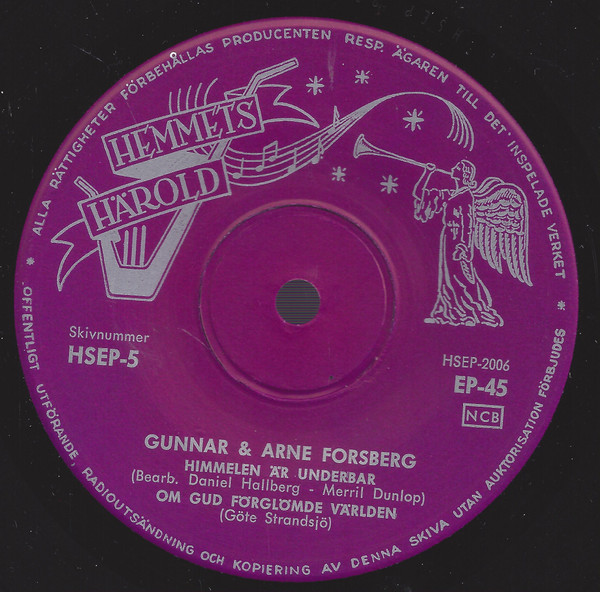 * ALLA RÄTTIGHETER FÖRBEHÅLLAS PRODUCENTEN RESP. ÄGAREN TILL DET INSPELADE VERKET *
HEMMETS
HÄROLD
Skivnummer
HSEP-5
HSEP-2006
EP-45
NCB
GUNNAR & ARNE FORSBERG
HIMMELEN ÄR UNDERBAR
(Bearb. Daniel Hallberg - Merril Dunlop)
OM GUD FÖRGLÖMDE VÄRLDEN
(Göte Strandsjö)
OFFENTLIGT UTFÖRANDE, RADIOUTSÄNDNING OCH KOPIERING AV DENNA SKIVA UTAN AUKTORISATION FÖRBJUDES